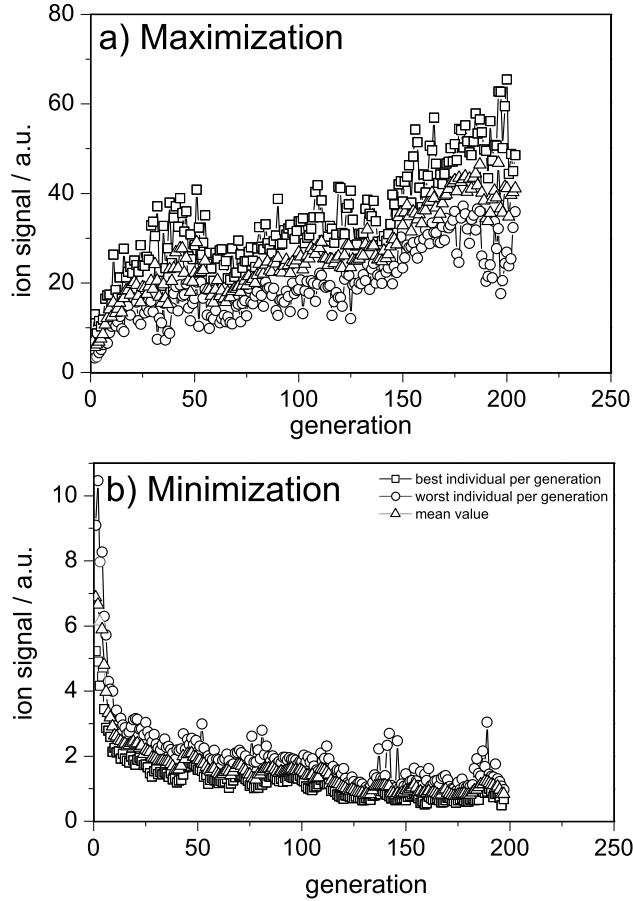 a) Maximization
80
60
40
20
0
ion signal / a.u.
0 50 100 150 200 250
generation
b) Minimization
best individual per generation
worst individual per generation
mean value
10
8
6
4
2
0
ion signal / a.u.
0 50 100 150 200 250
generation